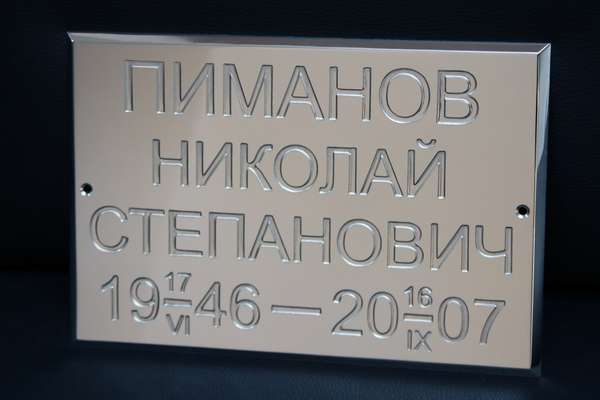 ПИМАНОВ
НИКОЛАЙ
СТЕПАНОВИЧ
19 17/VI 46 — 20 16/IX 07